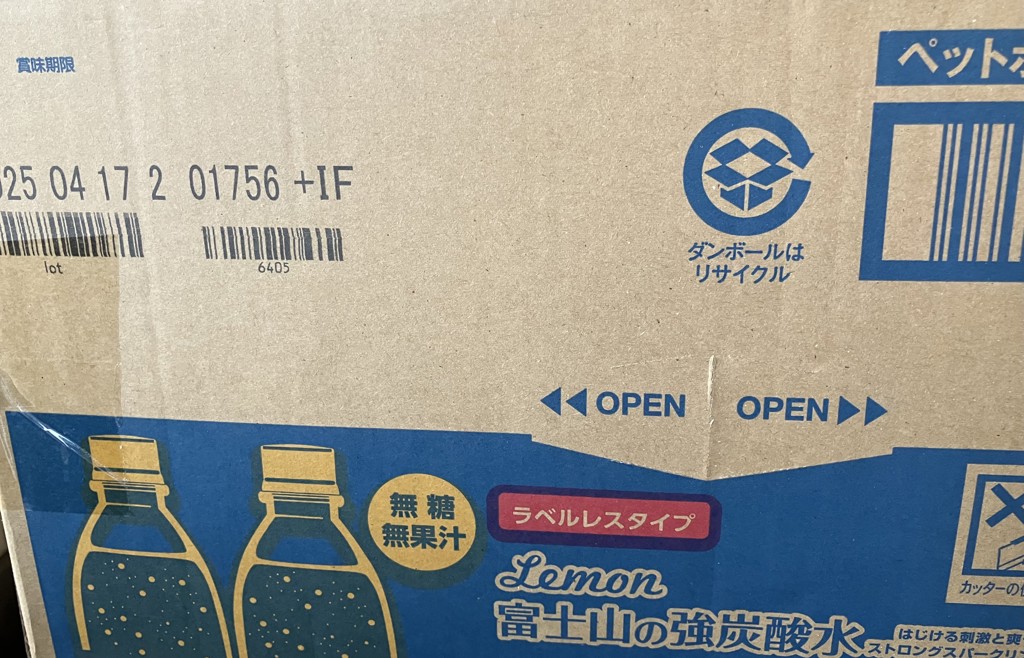 賞味期限
025 04 17 2 01756 +IF
lot
6405
ペット
ダンボールは
リサイクル
OPEN
OPEN
無糖
無果汁
ラベルレスタイプ
Lemon
富士山の強炭酸水
はじける刺激と爽
ストロングスパークリ
カッターの